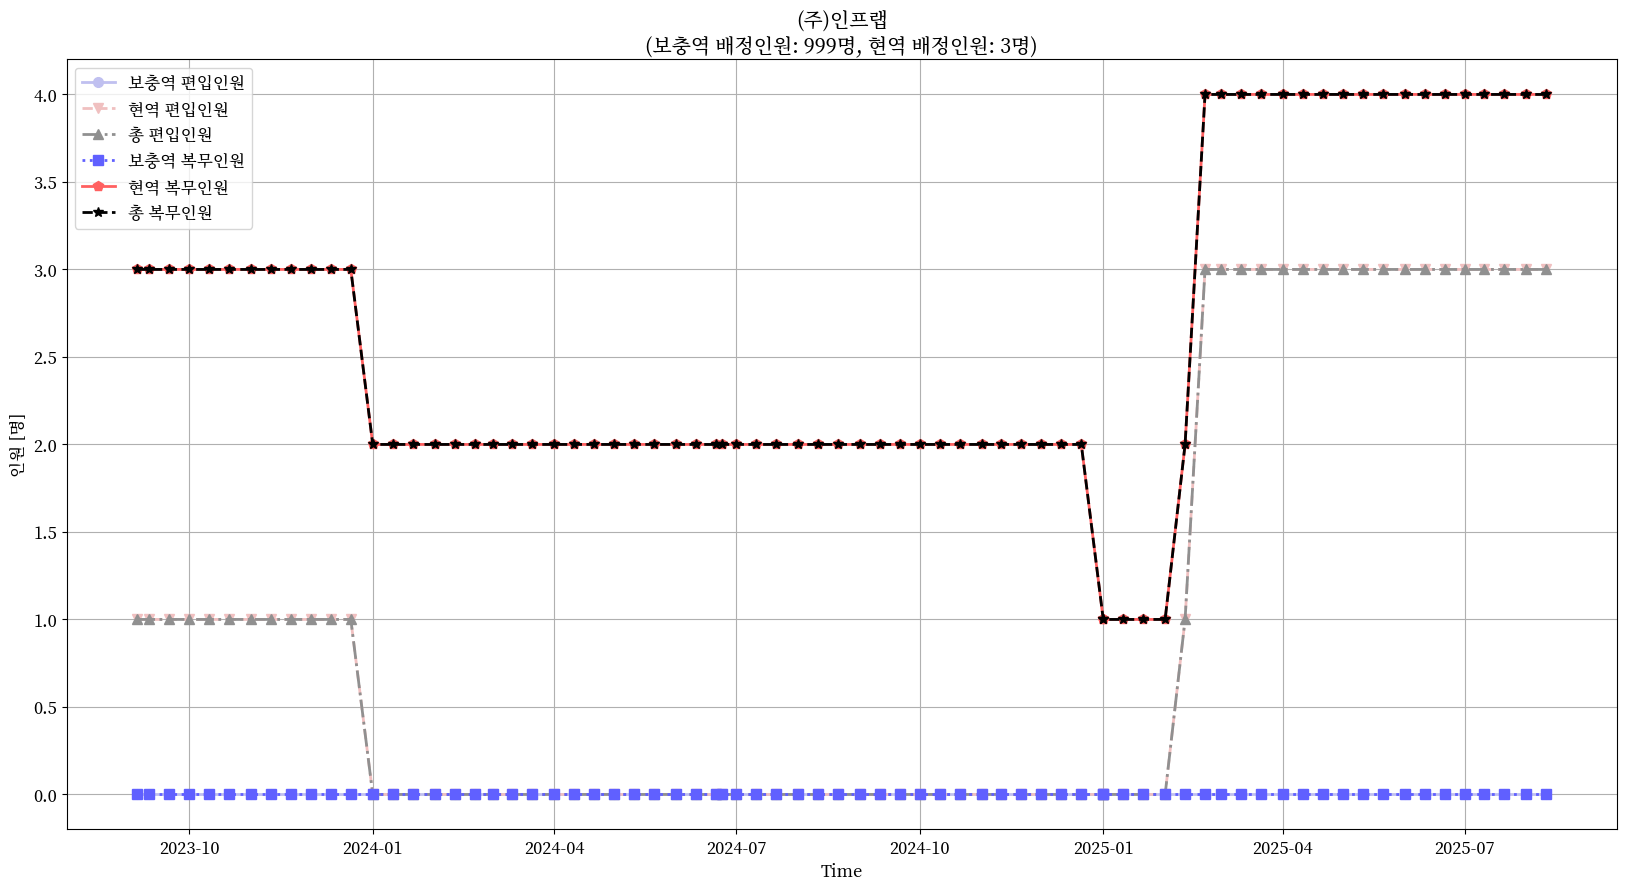 (주)인프랩
(보충역 배정인원: 999명, 현역 배정인원: 3명)
보충역 편입인원
현역 편입인원
총 편입인원
보충역 복무인원
현역 복무인원
총 복무인원
4.0
3.5
3.0
2.5
2.0
1.5
1.0
0.5
0.0
인원 [명]
2023-10 2024-01 2024-04 2024-07 2024-10 2025-01 2025-04 2025-07
Time